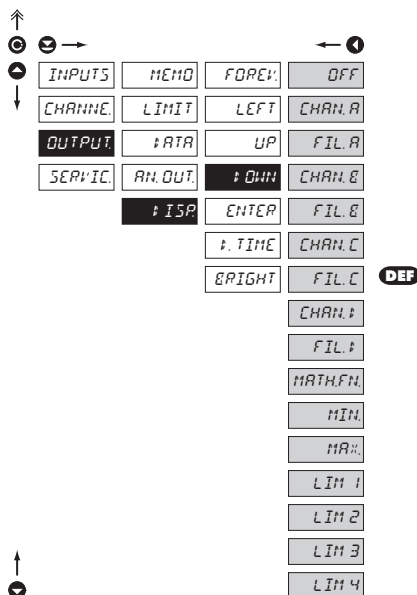 INPUTS MEMO FOREV. OFF
CHANNE. LIMIT LEFT CHAN. A
OUTPUT. DATA UP FIL. A
SERVIC. AN. OUT. DOWN CHAN. B
DISP. ENTER FIL. B
D. TIME CHAN. C
BRIGHT FIL. C DEF
CHAN. D
FIL. D
MATH.FN.
MIN.
MAX.
LIM 1
LIM 2
LIM 3
LIM 4